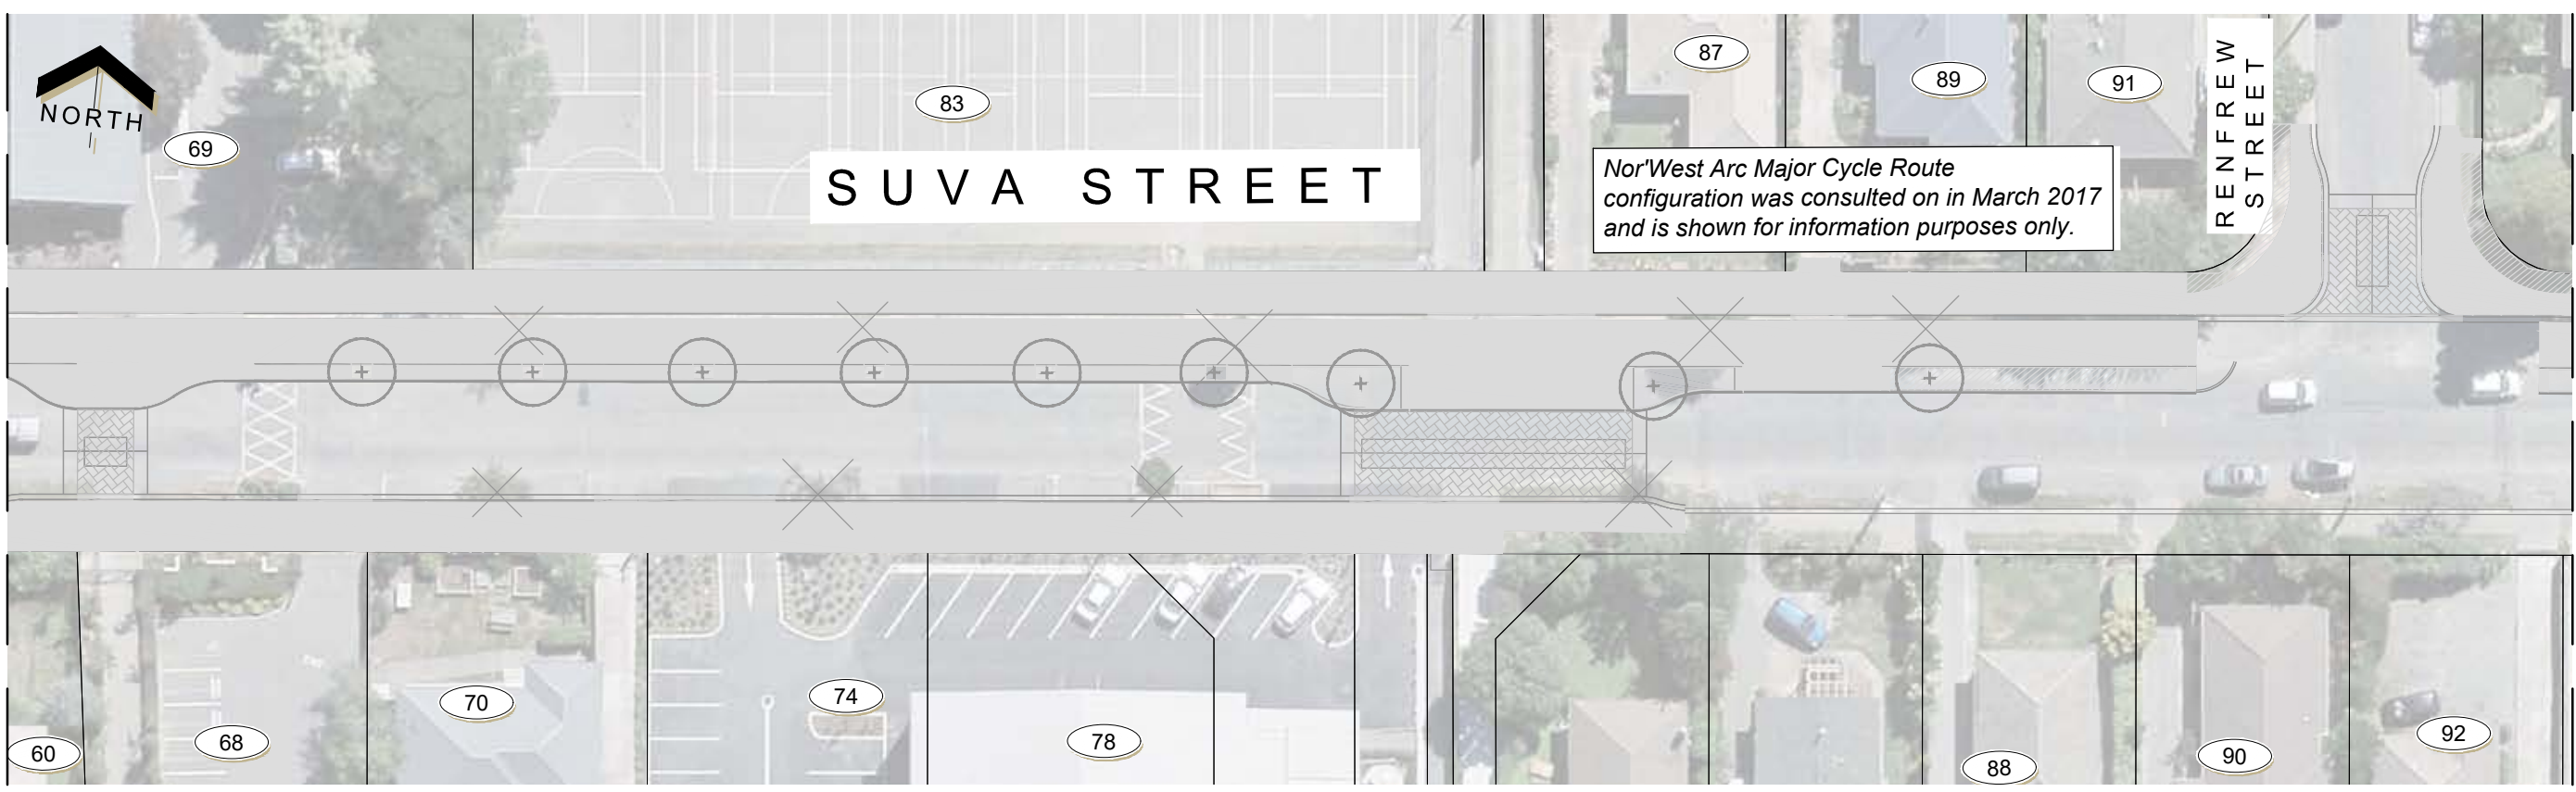 NORTH
69
83
87
89
91
RENFREW
STREET
SUVA STREET
Nor'West Arc Major Cycle Route
configuration was consulted on in March 2017
and is shown for information purposes only.
60
68
70
74
78
88
90
92